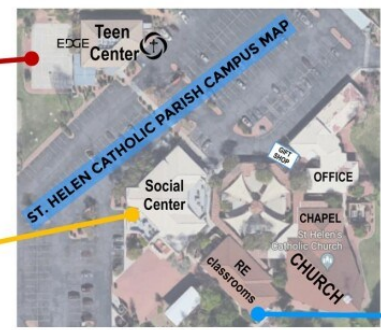 EDGE
Teen
Center
ST. HELEN CATHOLIC PARISH CAMPUS MAP
GIFT
SHOP
OFFICE
Social
Center
CHAPEL
St Helen's
Catholic Church
CHURCH
RE
classrooms